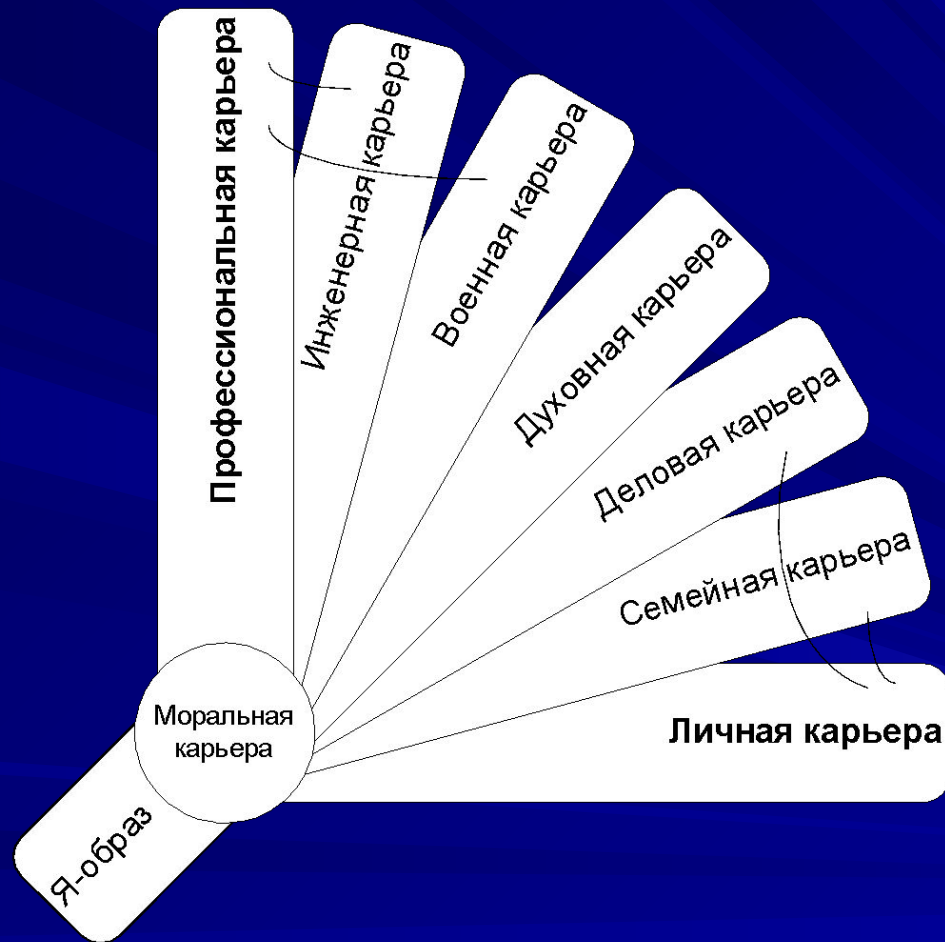 Профессиональная карьера
Инженерная карьера
Военная карьера
Духовная карьера
Деловая карьера
Семейная карьера
Личная карьера
Моральная
карьера
Я-образ